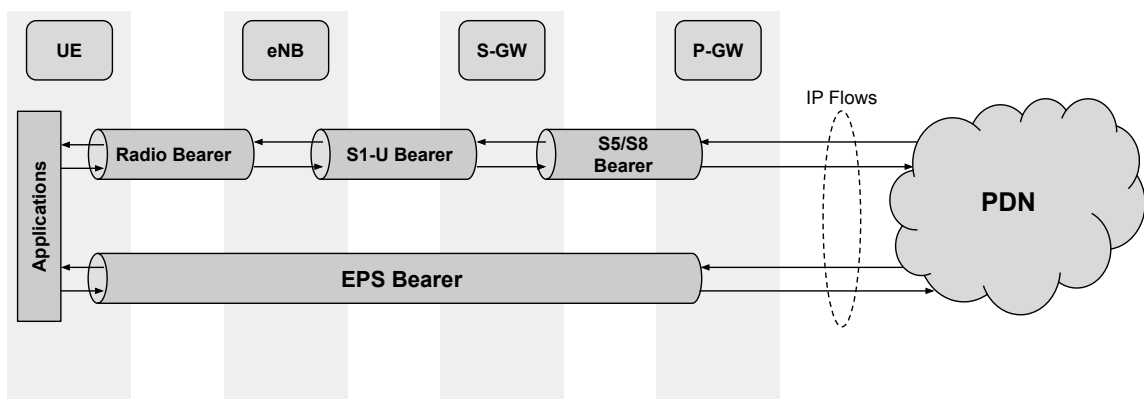 UE
eNB
S-GW
P-GW
IP Flows
Applications
Radio Bearer
S1-U Bearer
S5/S8
Bearer
PDN
EPS Bearer